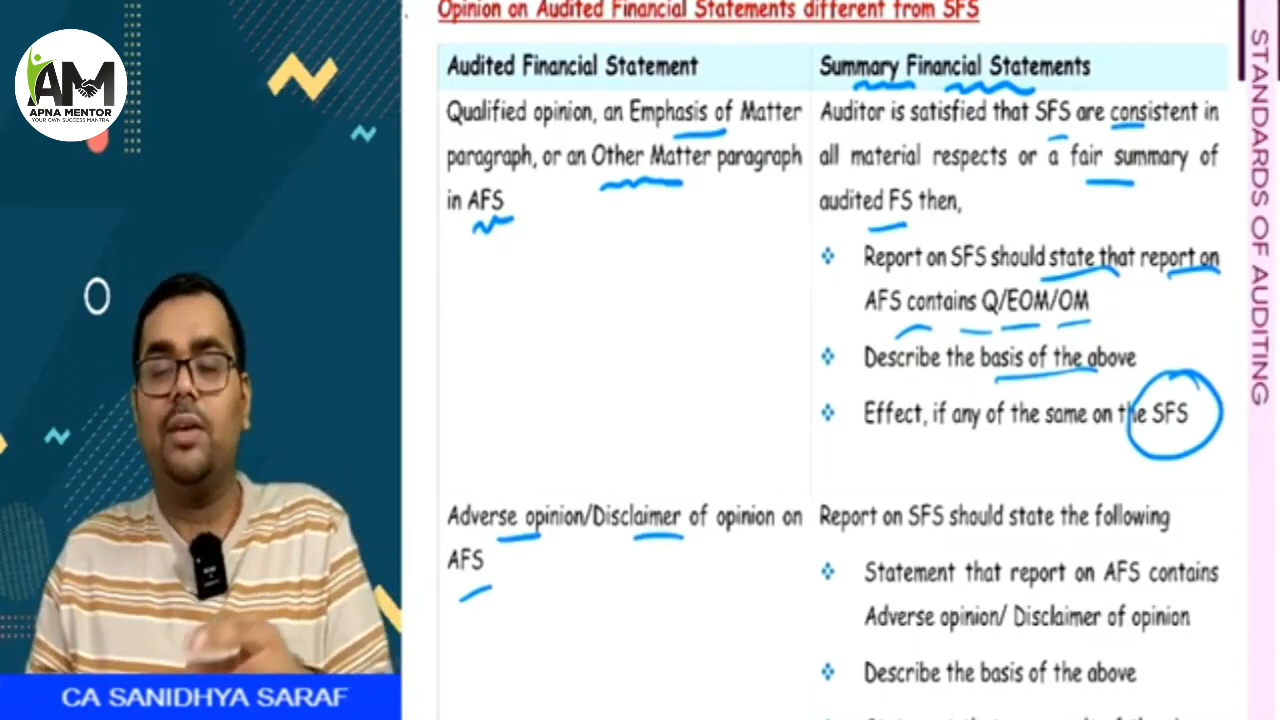 Opinion on Audited Financial Statements different from SFS
AM
APNA MENTOR
YOUR OWN SUCCESS MANTRA
Audited Financial Statement
Summary Financial Statements
Qualified opinion, an Emphasis of Matter
paragraph, or an Other Matter paragraph
in AFS
Auditor is satisfied that SFS are consistent in
all material respects or a fair summary of
audited FS then,
❖ Report on SFS should state that report on
AFS contains Q/EOM/OM
❖ Describe the basis of the above
❖ Effect, if any of the same on the SFS
Adverse opinion/Disclaimer of opinion on
AFS
Report on SFS should state the following
❖ Statement that report on AFS contains
Adverse opinion/ Disclaimer of opinion
❖ Describe the basis of the above
STANDARDS OF AUDITING
CA SANIDHYA SARAF